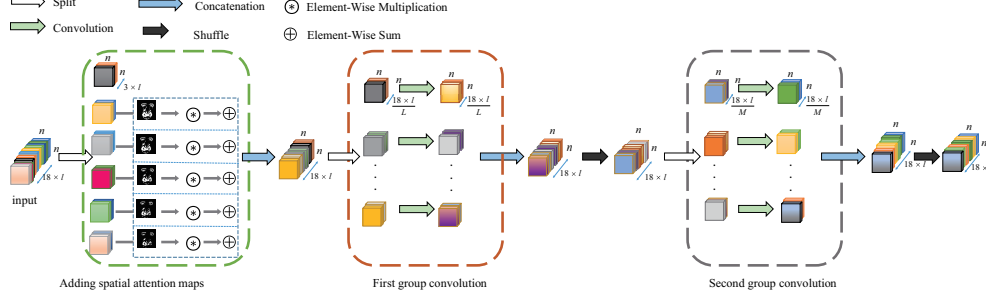 Split
Concatenation
Element-Wise Multiplication
Convolution
Shuffle
Element-Wise Sum
n
n
3 × l
n
n
18 × l
input
n
n
18 × l
n
n
18 × l
L
n
n
18 × l
L
n
n
18 × l
n
n
18 × l
n
n
18 × l
M
n
n
18 × l
M
n
n
18 × l
n
n
18 ×
Adding spatial attention maps
First group convolution
Second group convolution